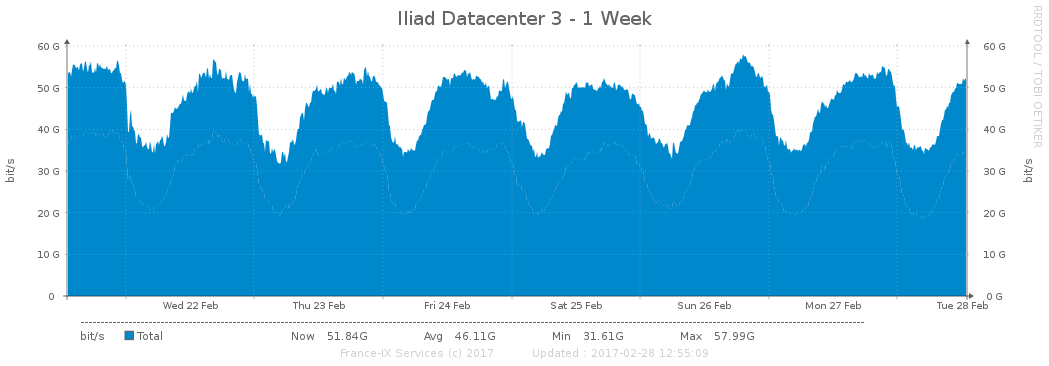 Iliad Datacenter 3 - 1 Week
RRDTOOL / TOBI OETIKER
60 G 60 G
50 G 50 G
40 G 40 G
30 G 30 G
20 G 20 G
10 G 10 G
0 0 G
bit/s bit/s
Wed 22 Feb Thu 23 Feb Fri 24 Feb Sat 25 Feb Sun 26 Feb Mon 27 Feb Tue 28 Feb
bit/s Total Now 51.84G Avg 46.11G Min 31.61G Max 57.99G
France-IX Services (c) 2017 Updated : 2017-02-28 12:55:09